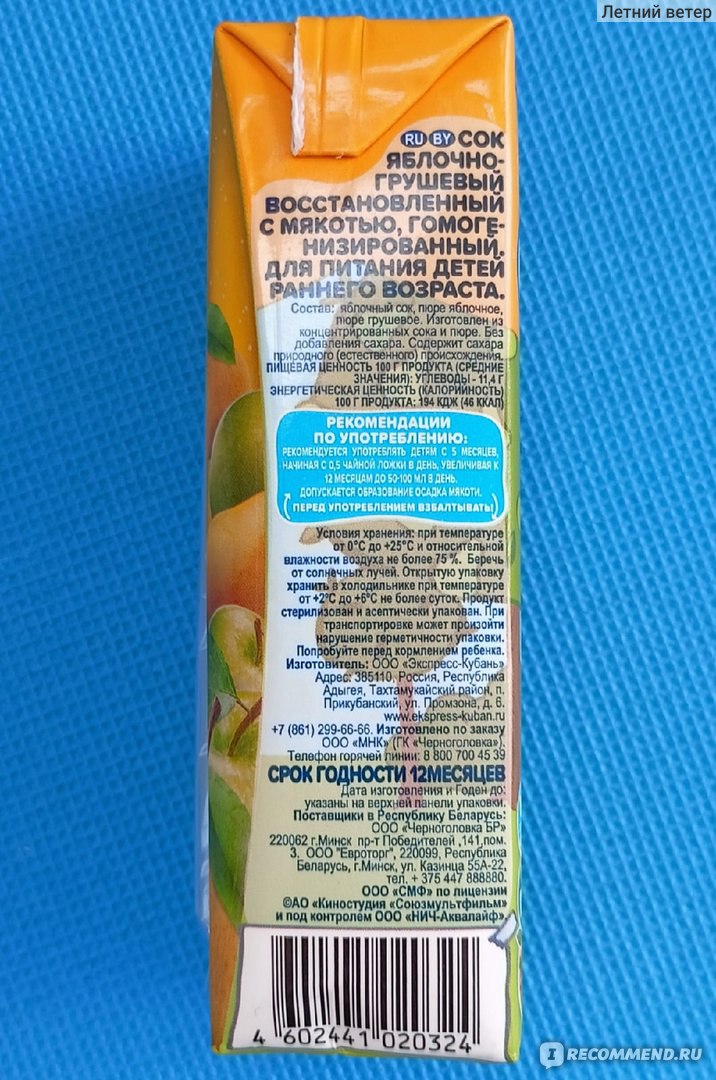 Летний ветер
RU BY СОК
ЯБЛОЧНО-
ГРУШЕВЫЙ
ВОССТАНОВЛЕННЫЙ
С МЯКОТЬЮ, ГОМОГЕ-
НИЗИРОВАННЫЙ.
ДЛЯ ПИТАНИЯ ДЕТЕЙ
РАННЕГО ВОЗРАСТА.
Состав: яблочный сок, пюре яблочное,
пюре грушевое. Изготовлен из
концентрированных сока и пюре. Без
добавления сахара. Содержит сахара
природного (естественного) происхождения.
ПИЩЕВАЯ ЦЕННОСТЬ 100 Г ПРОДУКТА (СРЕДНИЕ
ЗНАЧЕНИЯ): УГЛЕВОДЫ - 11,4 Г
ЭНЕРГЕТИЧЕСКАЯ ЦЕННОСТЬ (КАЛОРИЙНОСТЬ)
100 Г ПРОДУКТА: 194 КДЖ (46 ККАЛ)
РЕКОМЕНДАЦИИ
ПО УПОТРЕБЛЕНИЮ:
РЕКОМЕНДУЕТСЯ УПОТРЕБЛЯТЬ ДЕТЯМ С 5 МЕСЯЦЕВ,
НАЧИНАЯ С 0,5 ЧАЙНОЙ ЛОЖКИ В ДЕНЬ, УВЕЛИЧИВАЯ К
12 МЕСЯЦАМ ДО 50-100 МЛ В ДЕНЬ.
ДОПУСКАЕТСЯ ОБРАЗОВАНИЕ ОСАДКА МЯКОТИ.
ПЕРЕД УПОТРЕБЛЕНИЕМ ВЗБАЛТЫВАТЬ
Условия хранения: при температуре
от 0°С до +25°С и относительной
влажности воздуха не более 75 %. Беречь
от солнечных лучей. Открытую упаковку
хранить в холодильнике при температуре
от +2°С до +6°С не более суток. Продукт
стерилизован и асептически упакован. При
транспортировке может произойти
нарушение герметичности упаковки.
Попробуйте перед кормлением ребенка.
Изготовитель: ООО «Экспресс-Кубань»
Адрес: 385110, Россия, Республика
Адыгея, Тахтамукайский район, п.
Прикубанский, ул. Промзона, д. 6.
www.ekspress-kuban.ru
+7 (861) 299-66-66. Изготовлено по заказу
ООО «МНК» (ГК «Черноголовка»).
Телефон горячей линии: 8 800 700 45 39
СРОК ГОДНОСТИ 12МЕСЯЦЕВ
Дата изготовления и Годен до:
указаны на верхней панели упаковки.
Поставщики в Республику Беларусь:
ООО «Черноголовка БР»
220062 г.Минск пр-т Победителей ,141,пом.
3. ООО "Евроторг", 220099, Республика
Беларусь, г.Минск, ул. Казинца 55А-22,
тел. + 375 447 888880.
ООО «СМФ» по лицензии
©АО «Киностудия «Союзмультфильм»
и под контролем ООО «НИЧ-Аквалайф»
4 602441 020324
IRECOMMEND.RU